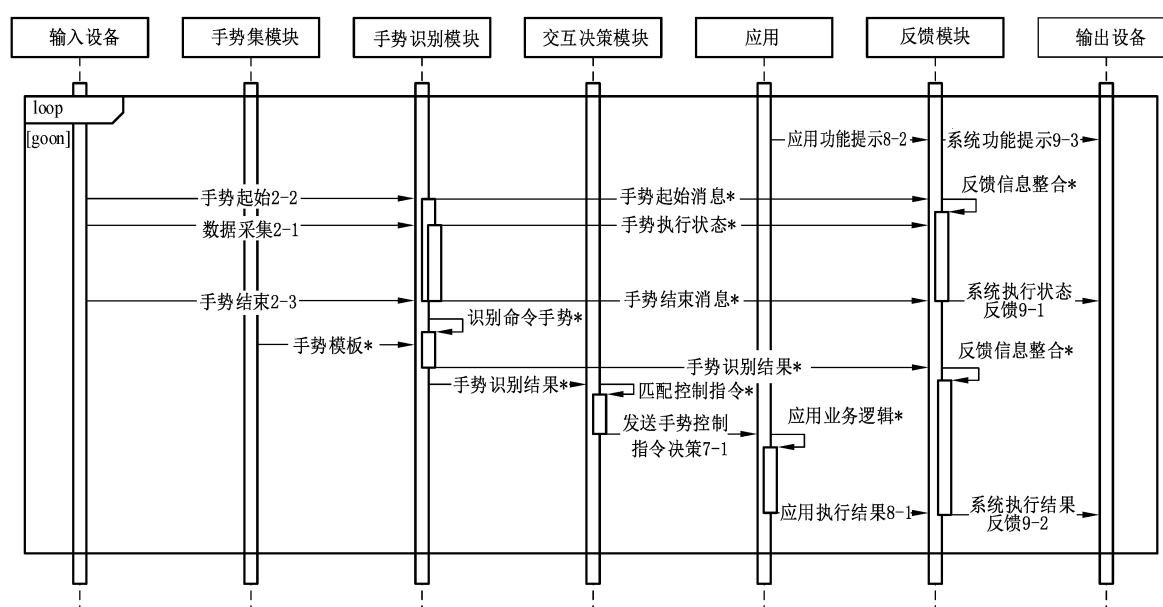 输入设备
手势集模块
手势识别模块
交互决策模块
应用
反馈模块
输出设备
loop
[goon]
应用功能提示8-2
系统功能提示9-3
反馈信息整合*
手势起始2-2
手势起始消息*
数据采集2-1
手势执行状态*
手势结束2-3
手势结束消息*
系统执行状态
反馈9-1
识别命令手势*
手势模板*
反馈信息整合*
手势识别结果*
手势识别结果*
匹配控制指令*
发送手势控制
指令决策7-1
应用业务逻辑*
应用执行结果8-1
系统执行结果
反馈9-2